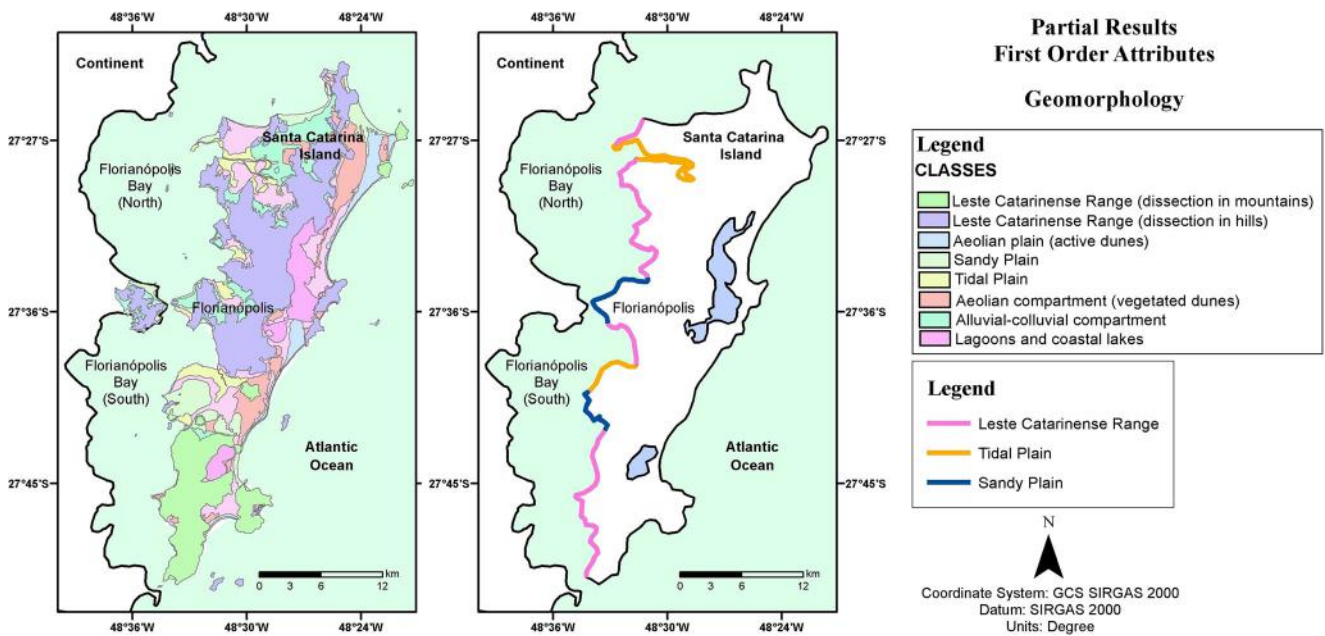 48°36'W 48°30'W 48°24'W
Continent
27°27'S
Santa Catarina
Island
Florianópolis
Bay
(North)
Florianópolis
27°36'S
Florianópolis
Bay
(South)
Atlantic
Ocean
27°45'S
km
0 3 6 12
48°36'W 48°30'W 48°24'W
48°36'W 48°30'W 48°24'W
Continent
27°27'S
Santa Catarina
Island
Florianópolis
Bay
(North)
Florianópolis
27°36'S
Florianópolis
Bay
(South)
Atlantic
Ocean
27°45'S
km
0 3 6 12
48°36'W 48°30'W 48°24'W
Partial Results
First Order Attributes
Geomorphology
Legend
CLASSES
Leste Catarinense Range (dissection in mountains)
Leste Catarinense Range (dissection in hills)
Aeolian plain (active dunes)
Sandy Plain
Tidal Plain
Aeolian compartment (vegetated dunes)
Alluvial-colluvial compartment
Lagoons and coastal lakes
Legend
Leste Catarinense Range
Tidal Plain
Sandy Plain
N
Coordinate System: GCS SIRGAS 2000
Datum: SIRGAS 2000
Units: Degree